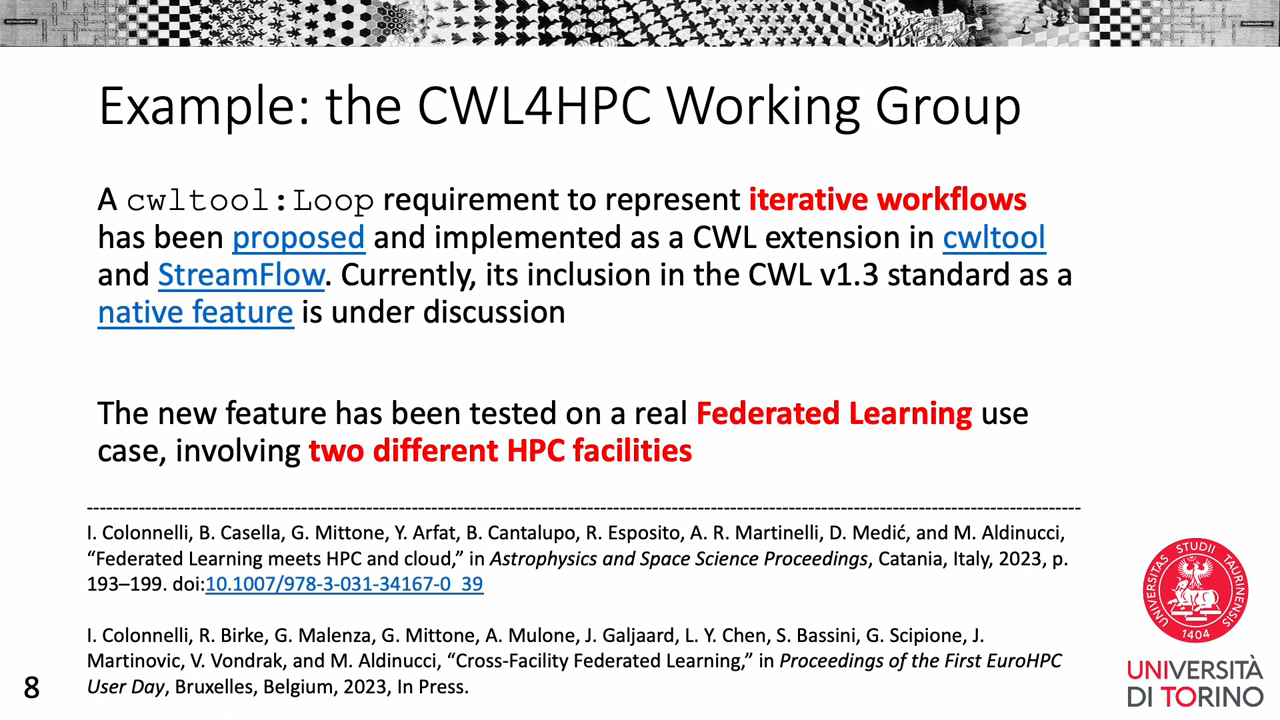 Example: the CWL4HPC Working Group
A cwltool:Loop requirement to represent iterative workflows
has been proposed and implemented as a CWL extension in cwltool
and StreamFlow. Currently, its inclusion in the CWL v1.3 standard as a
native feature is under discussion
The new feature has been tested on a real Federated Learning use
case, involving two different HPC facilities
I. Colonnelli, B. Casella, G. Mittone, Y. Arfat, B. Cantalupo, R. Esposito, A. R. Martinelli, D. Medić, and M. Aldinucci,
“Federated Learning meets HPC and cloud,” in Astrophysics and Space Science Proceedings, Catania, Italy, 2023, p.
193–199. doi:10.1007/978-3-031-34167-0_39
I. Colonnelli, R. Birke, G. Malenza, G. Mittone, A. Mulone, J. Galjaard, L. Y. Chen, S. Bassini, G. Scipione, J.
Martinovic, V. Vondrak, and M. Aldinucci, “Cross-Facility Federated Learning,” in Proceedings of the First EuroHPC
User Day, Bruxelles, Belgium, 2023, In Press.
8
UNIVERSITAS STUDII TAURINENSIS
1404
UNIVERSITÀ
DI TORINO